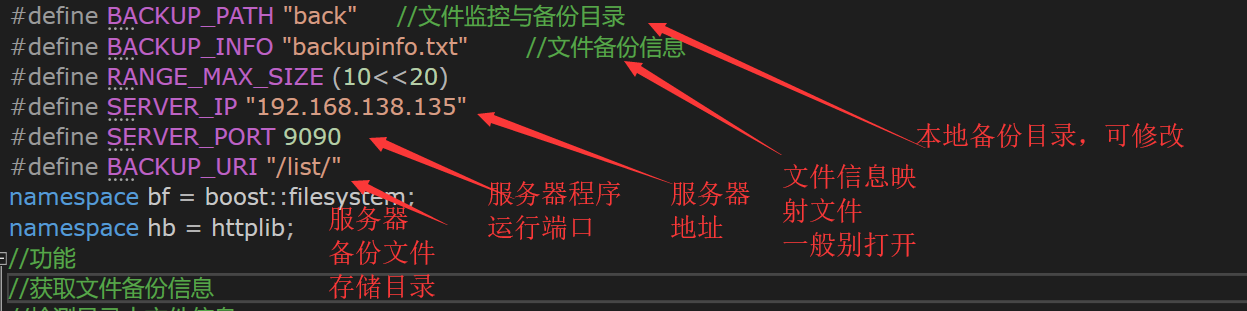 #define BACKUP_PATH "back" //文件监控与备份目录
#define BACKUP_INFO "backupinfo.txt" //文件备份信息
#define RANGE_MAX_SIZE (10<<20)
#define SERVER_IP "192.168.138.135"
#define SERVER_PORT 9090
#define BACKUP_URI "/list/"
namespace bf = boost::filesystem;
namespace hb = httplib;
//功能
//获取文件备份信息
本地备份目录，可修改
文件信息映
射文件
一般别打开
服务器
地址
服务器程序
运行端口
服务器
备份文件
存储目录